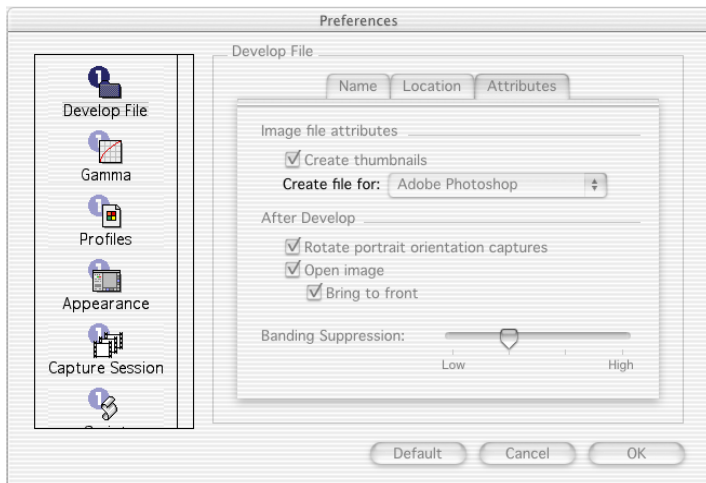 Preferences
Develop File
Gamma
Profiles
Appearance
Capture Session
Develop File
Name Location Attributes
Image file attributes
Create thumbnails
Create file for: Adobe Photoshop
After Develop
Rotate portrait orientation captures
Open image
Bring to front
Banding Suppression:
Low High
Default Cancel OK